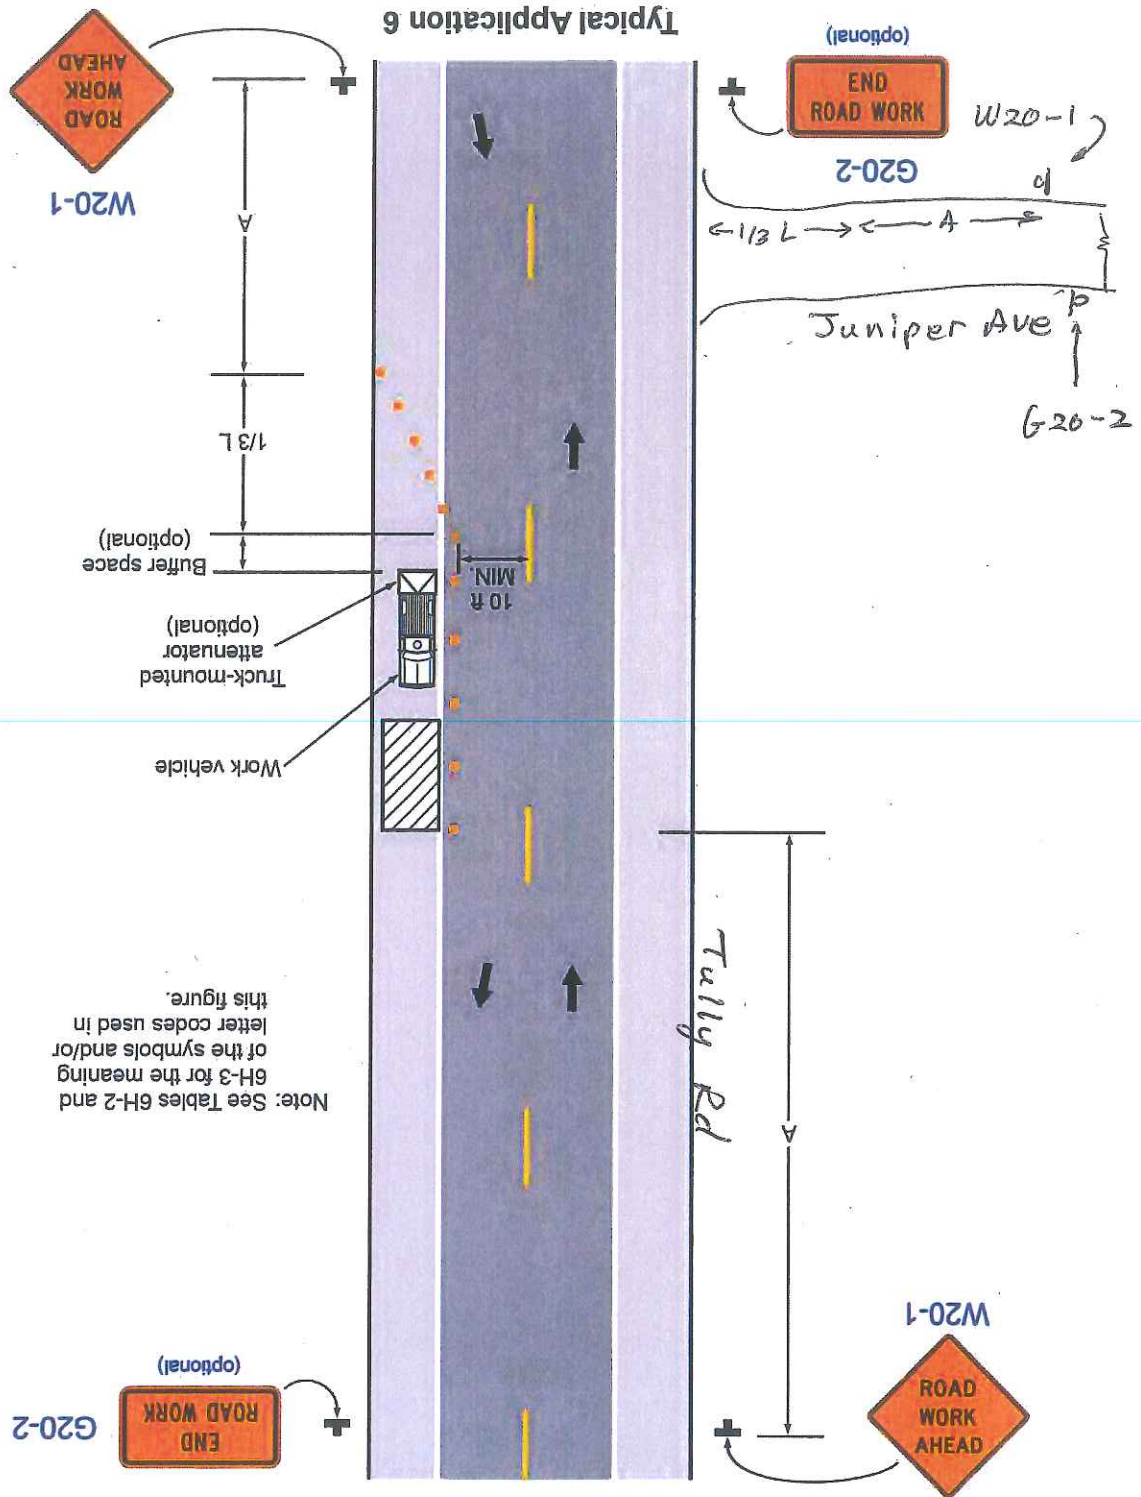 Typical Application 6
ROAD
WORK
AHEAD
W20-1
(optional)
END
ROAD WORK
G20-2
W20-1
←1/3 L→
← A →
Juniper Ave
G20-2
A
1/3 L
Buffer space
(optional)
10 ft
MIN.
Truck-mounted
attenuator
(optional)
Work vehicle
Tully Rd
A
Note: See Tables 6H-2 and
6H-3 for the meaning
of the symbols and/or
letter codes used in
this figure.
(optional)
END
ROAD WORK
G20-2
W20-1
ROAD
WORK
AHEAD